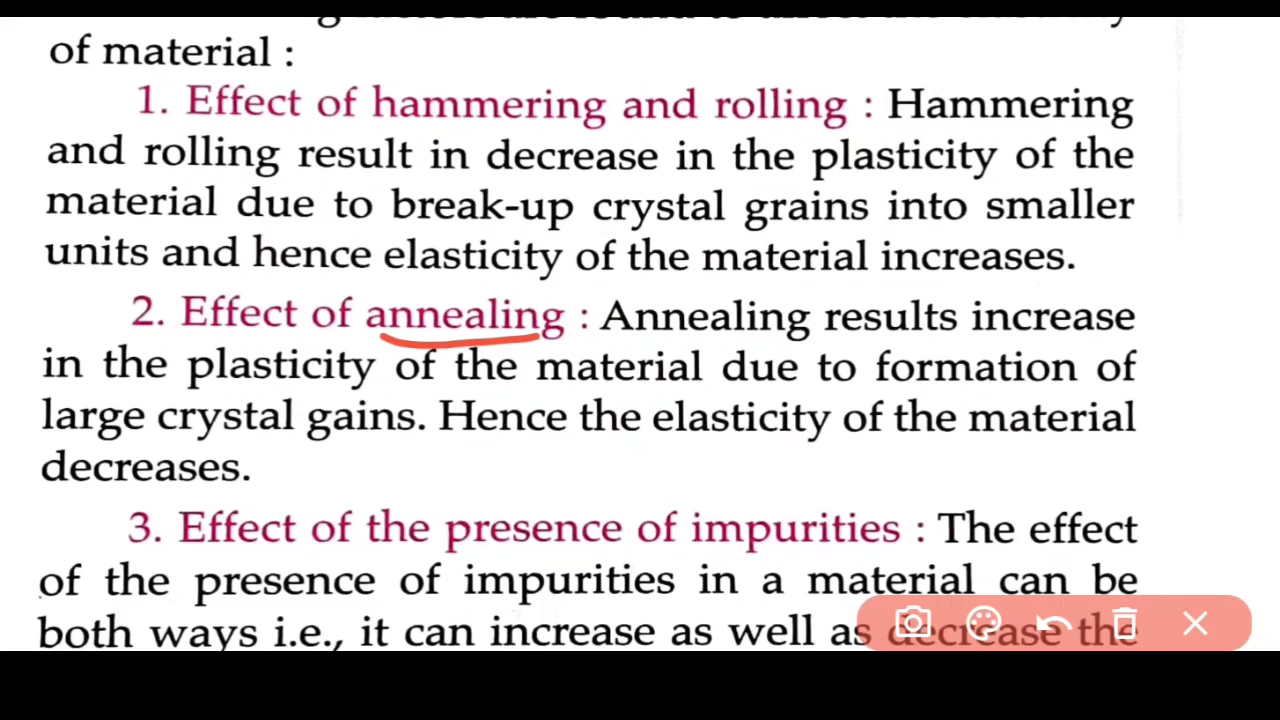 of material :
1. Effect of hammering and rolling : Hammering
and rolling result in decrease in the plasticity of the
material due to break-up crystal grains into smaller
units and hence elasticity of the material increases.
2. Effect of annealing : Annealing results increase
in the plasticity of the material due to formation of
large crystal gains. Hence the elasticity of the material
decreases.
3. Effect of the presence of impurities : The effect
of the presence of impurities in a material can be
both ways i.e., it can increase as well as decrease the